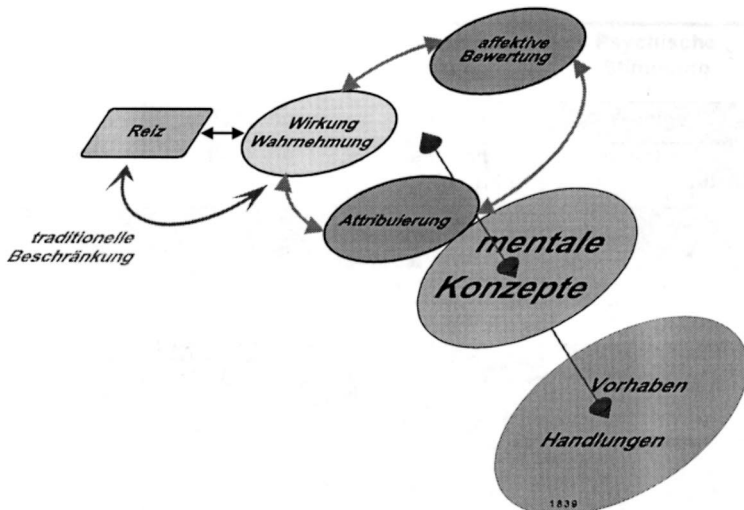 affektive
Bewertung
Reiz
Wirkung
Wahrnehmung
Attribuierung
traditionelle
Beschränkung
mentale
Konzepte
Vorhaben
Handlungen
1839